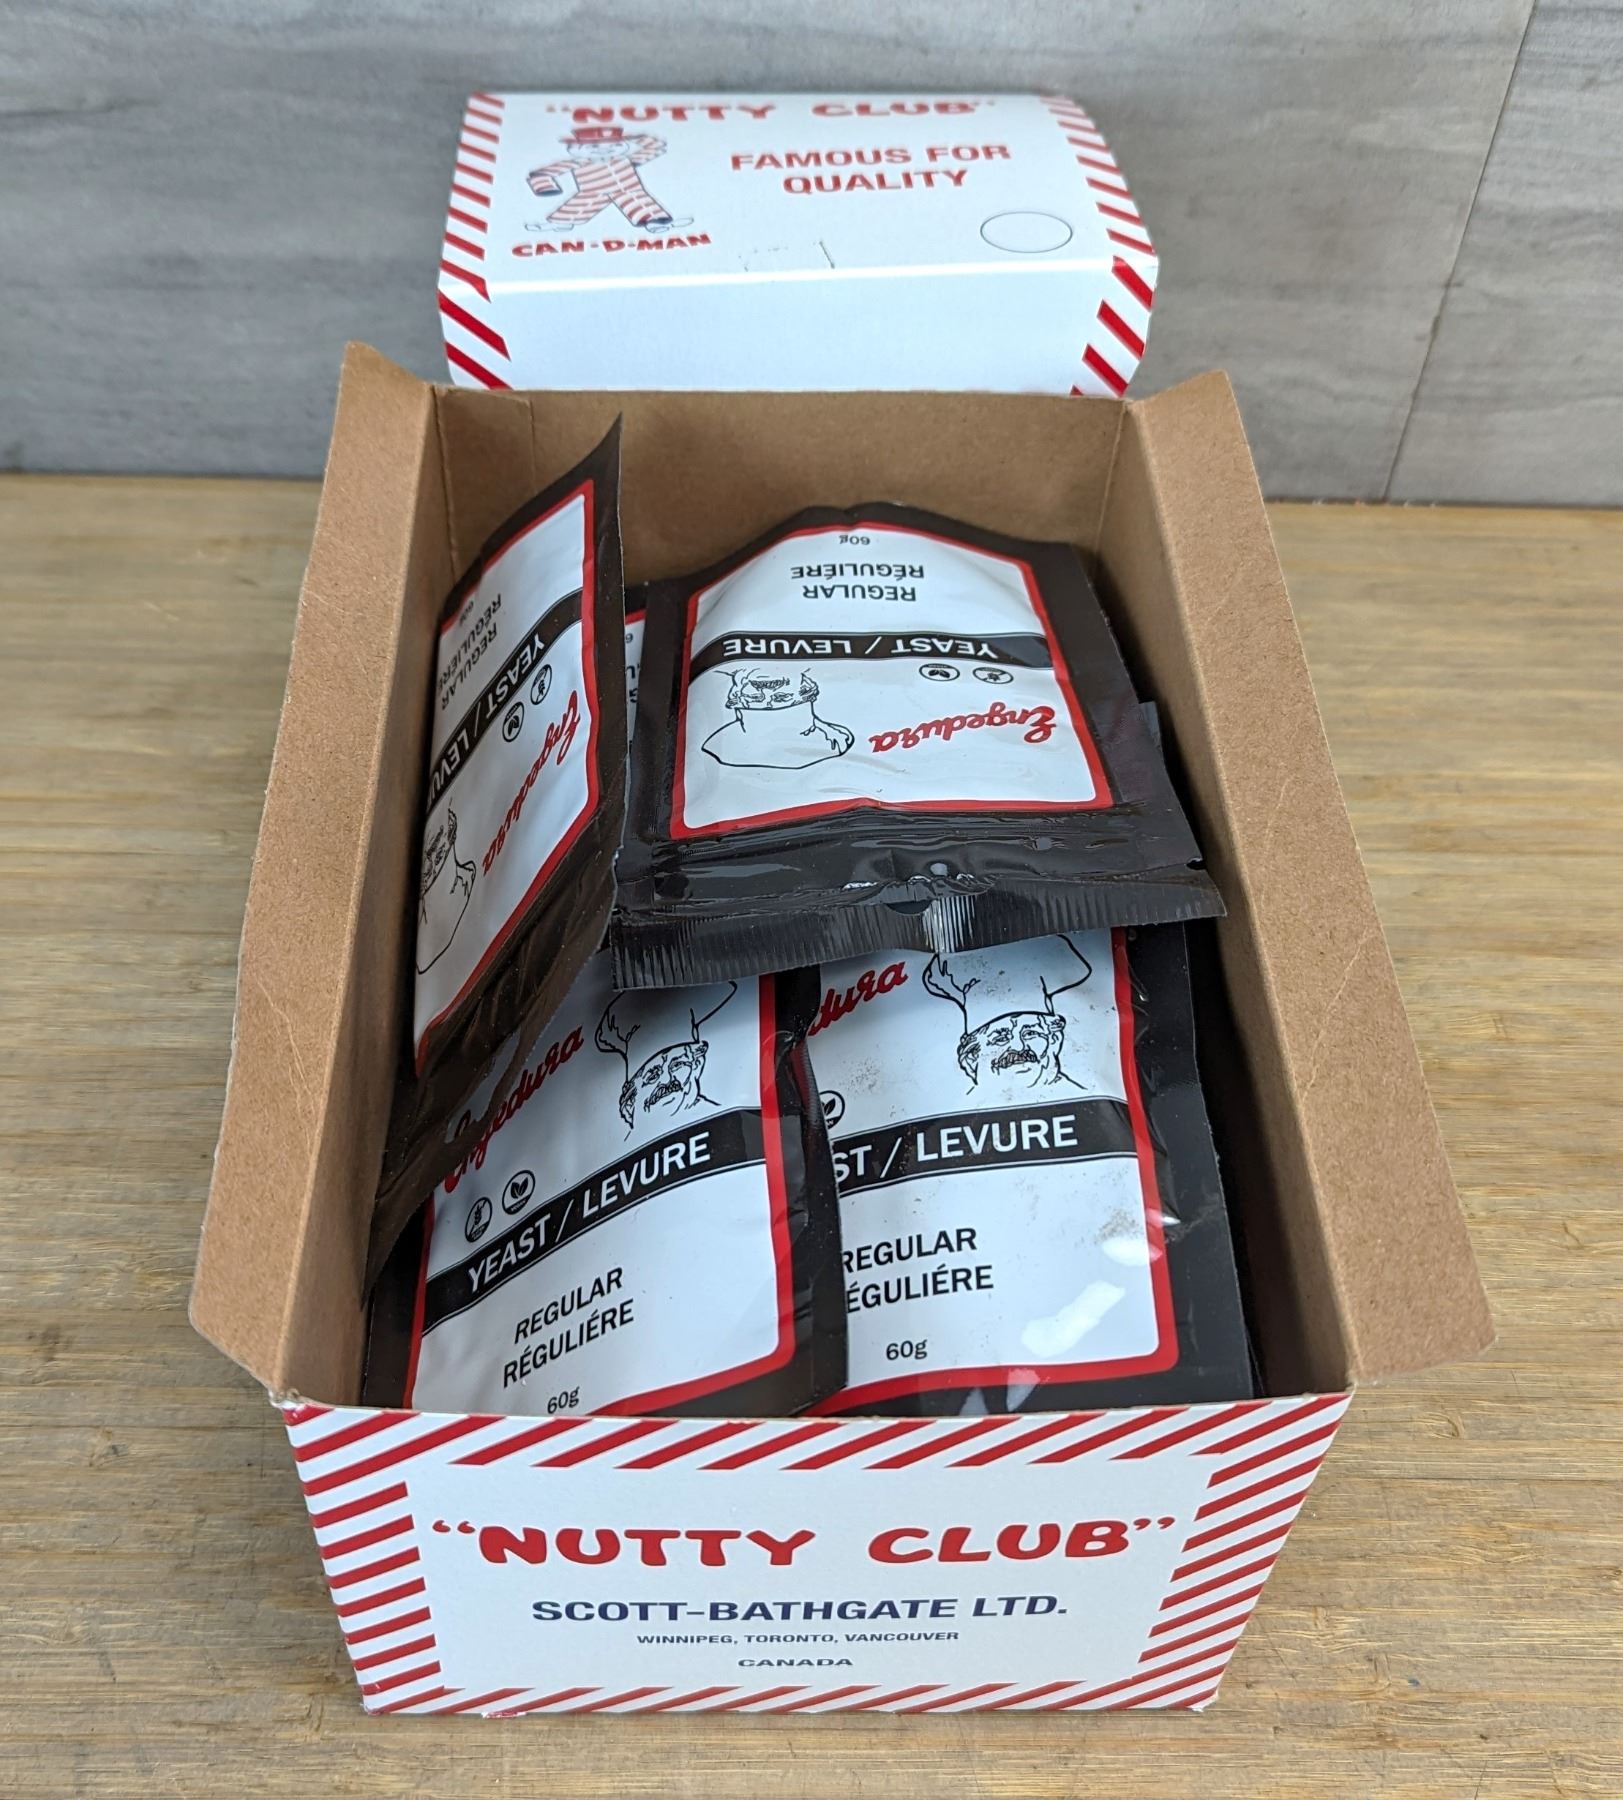 "NUTTY CLUB"
FAMOUS FOR
QUALITY
CAN-D-MAN
60g
RÉGULIÉRE
REGULAR
YEAST / LEVURE
Engedura
60g
RÉGULIÉRE
REGULAR
YEAST / LEVU
Engedura
Engedura
YEAST / LEVURE
REGULAR
RÉGULIÉRE
60g
dura
ST / LEVURE
REGULAR
ÉGULIÉRE
60g
"NUTTY CLUB"
SCOTT-BATHGATE LTD.
WINNIPEG, TORONTO, VANCOUVER
CANADA